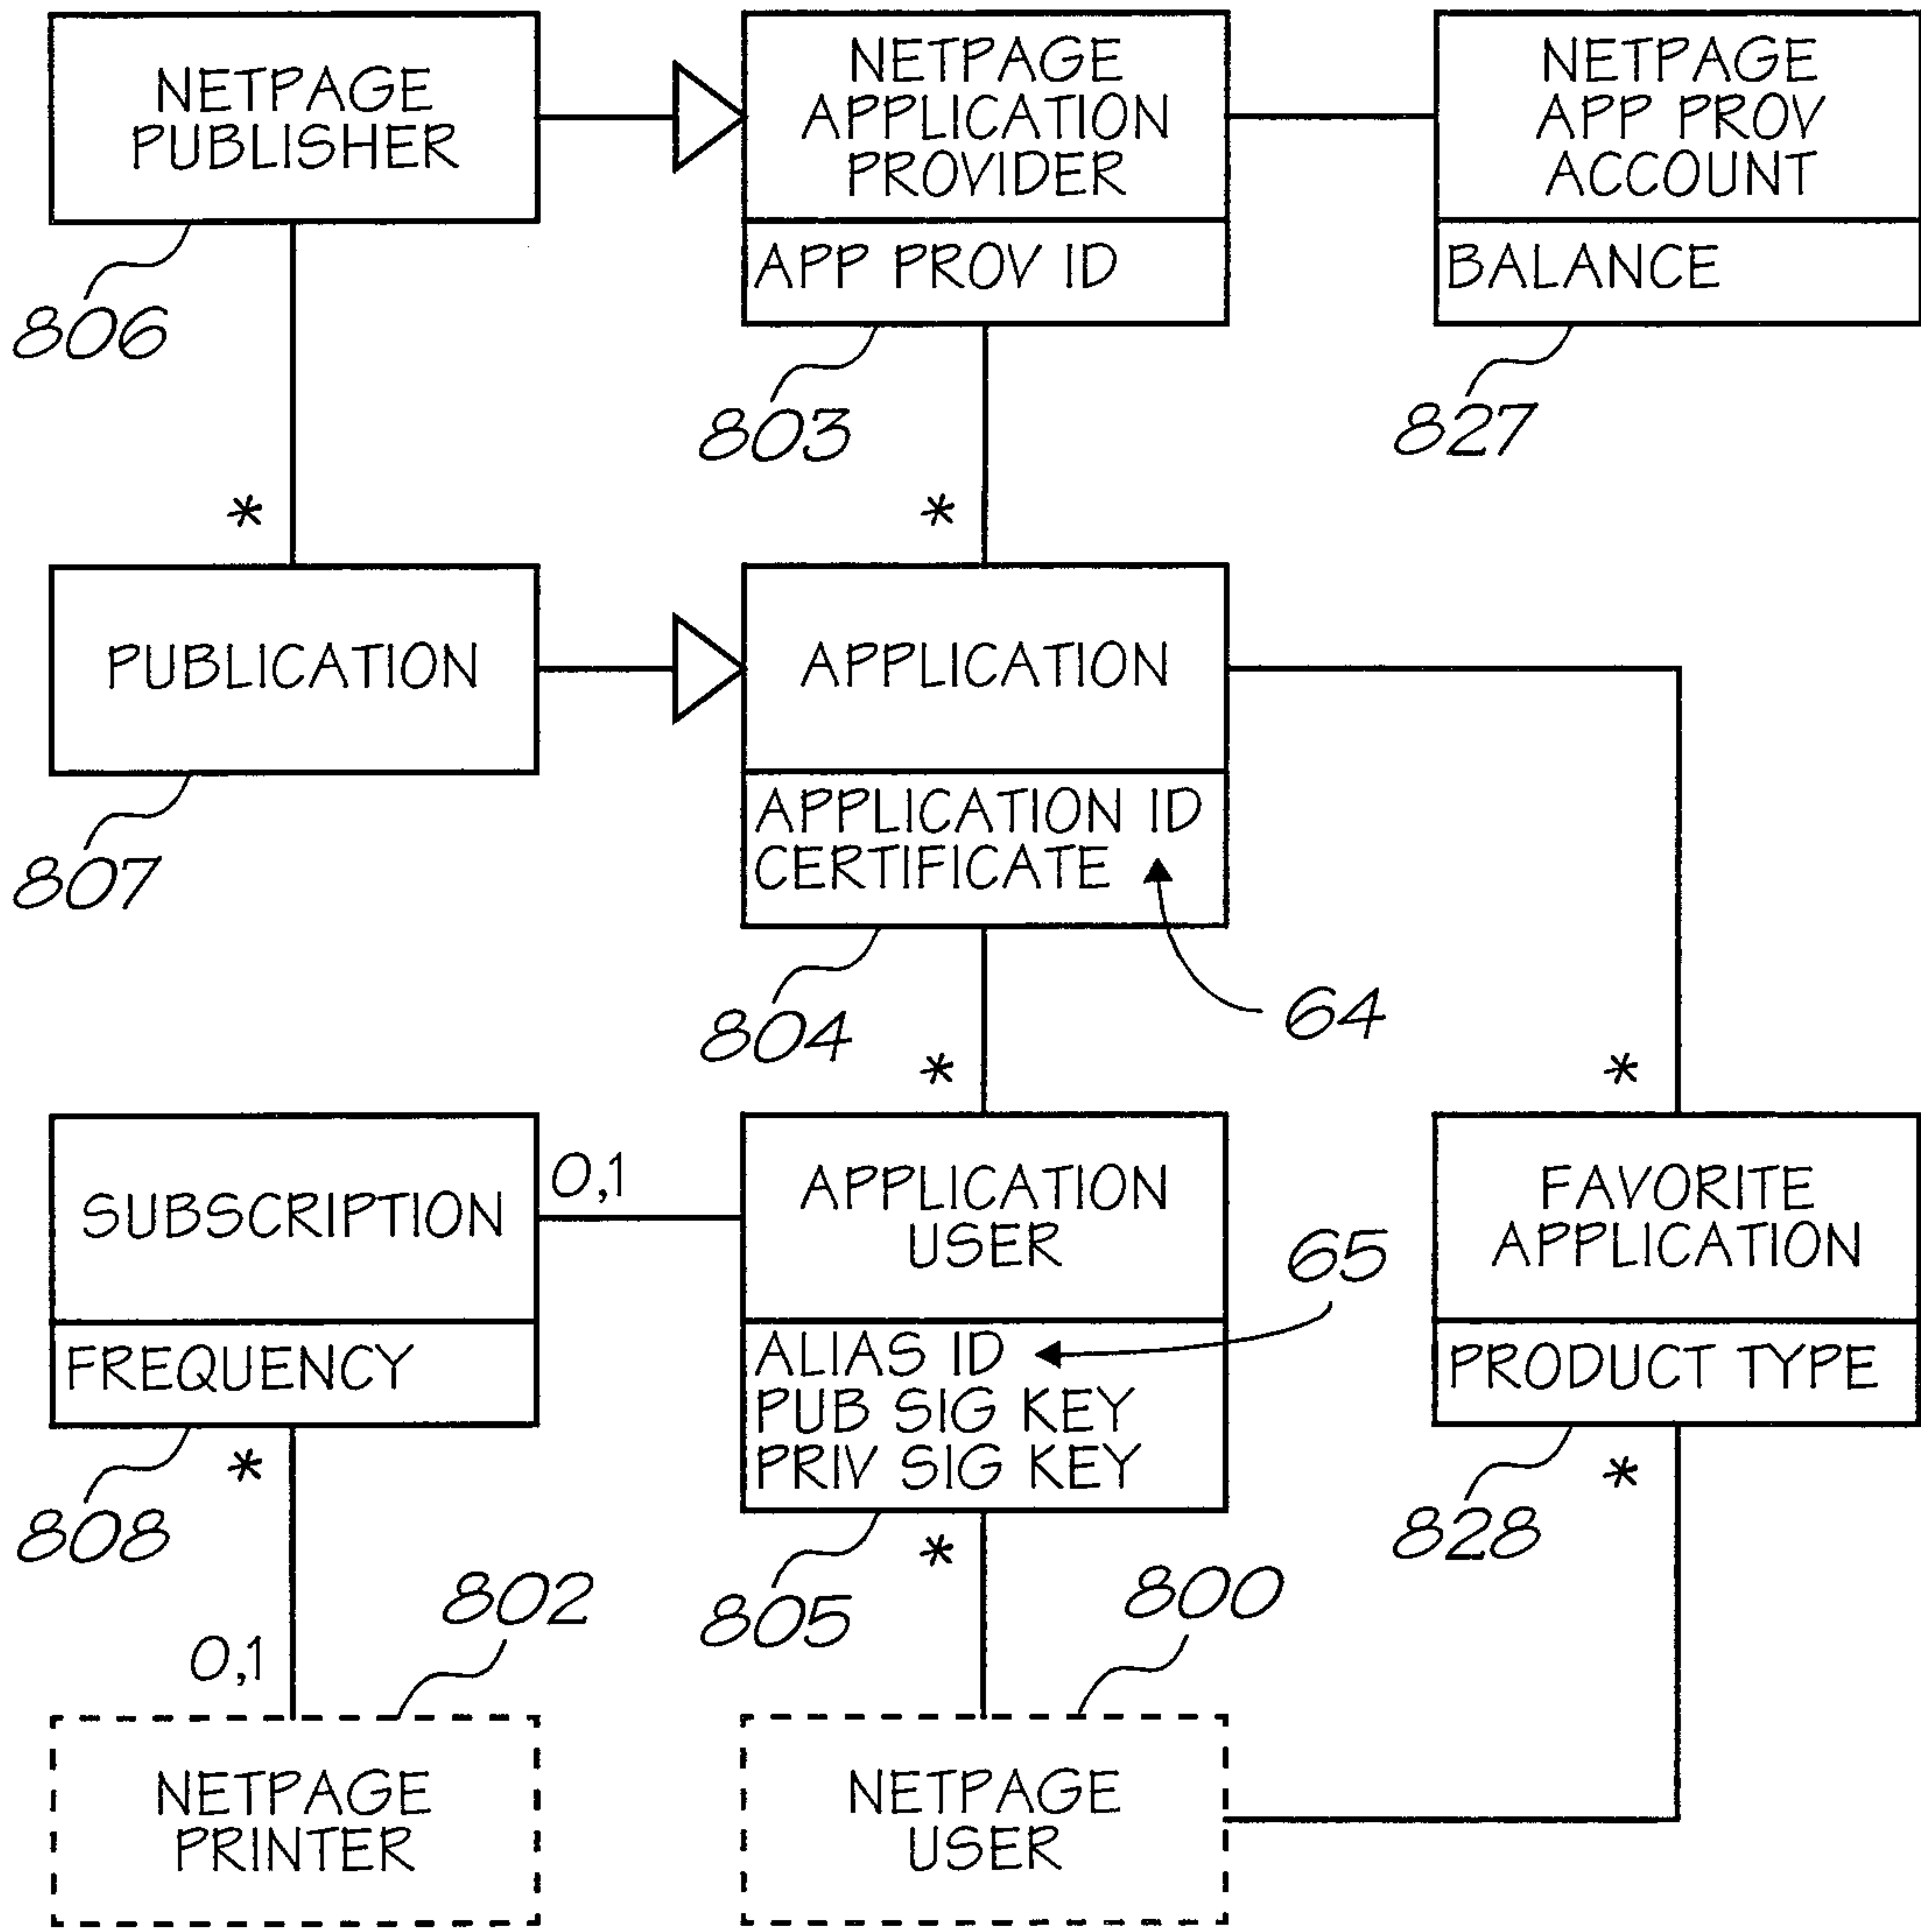 NETPAGE
PUBLISHER
NETPAGE
APPLICATION
PROVIDER
APP PROV ID
NETPAGE
APP PROV
ACCOUNT
BALANCE
806
803
827
*
*
PUBLICATION
APPLICATION
APPLICATION ID
CERTIFICATE
807
804
64
*
*
SUBSCRIPTION
FREQUENCY
0,1
APPLICATION
USER
ALIAS ID
PUB SIG KEY
PRIV SIG KEY
65
FAVORITE
APPLICATION
PRODUCT TYPE
808
*
805
*
828
*
802
800
0,1
NETPAGE
PRINTER
NETPAGE
USER